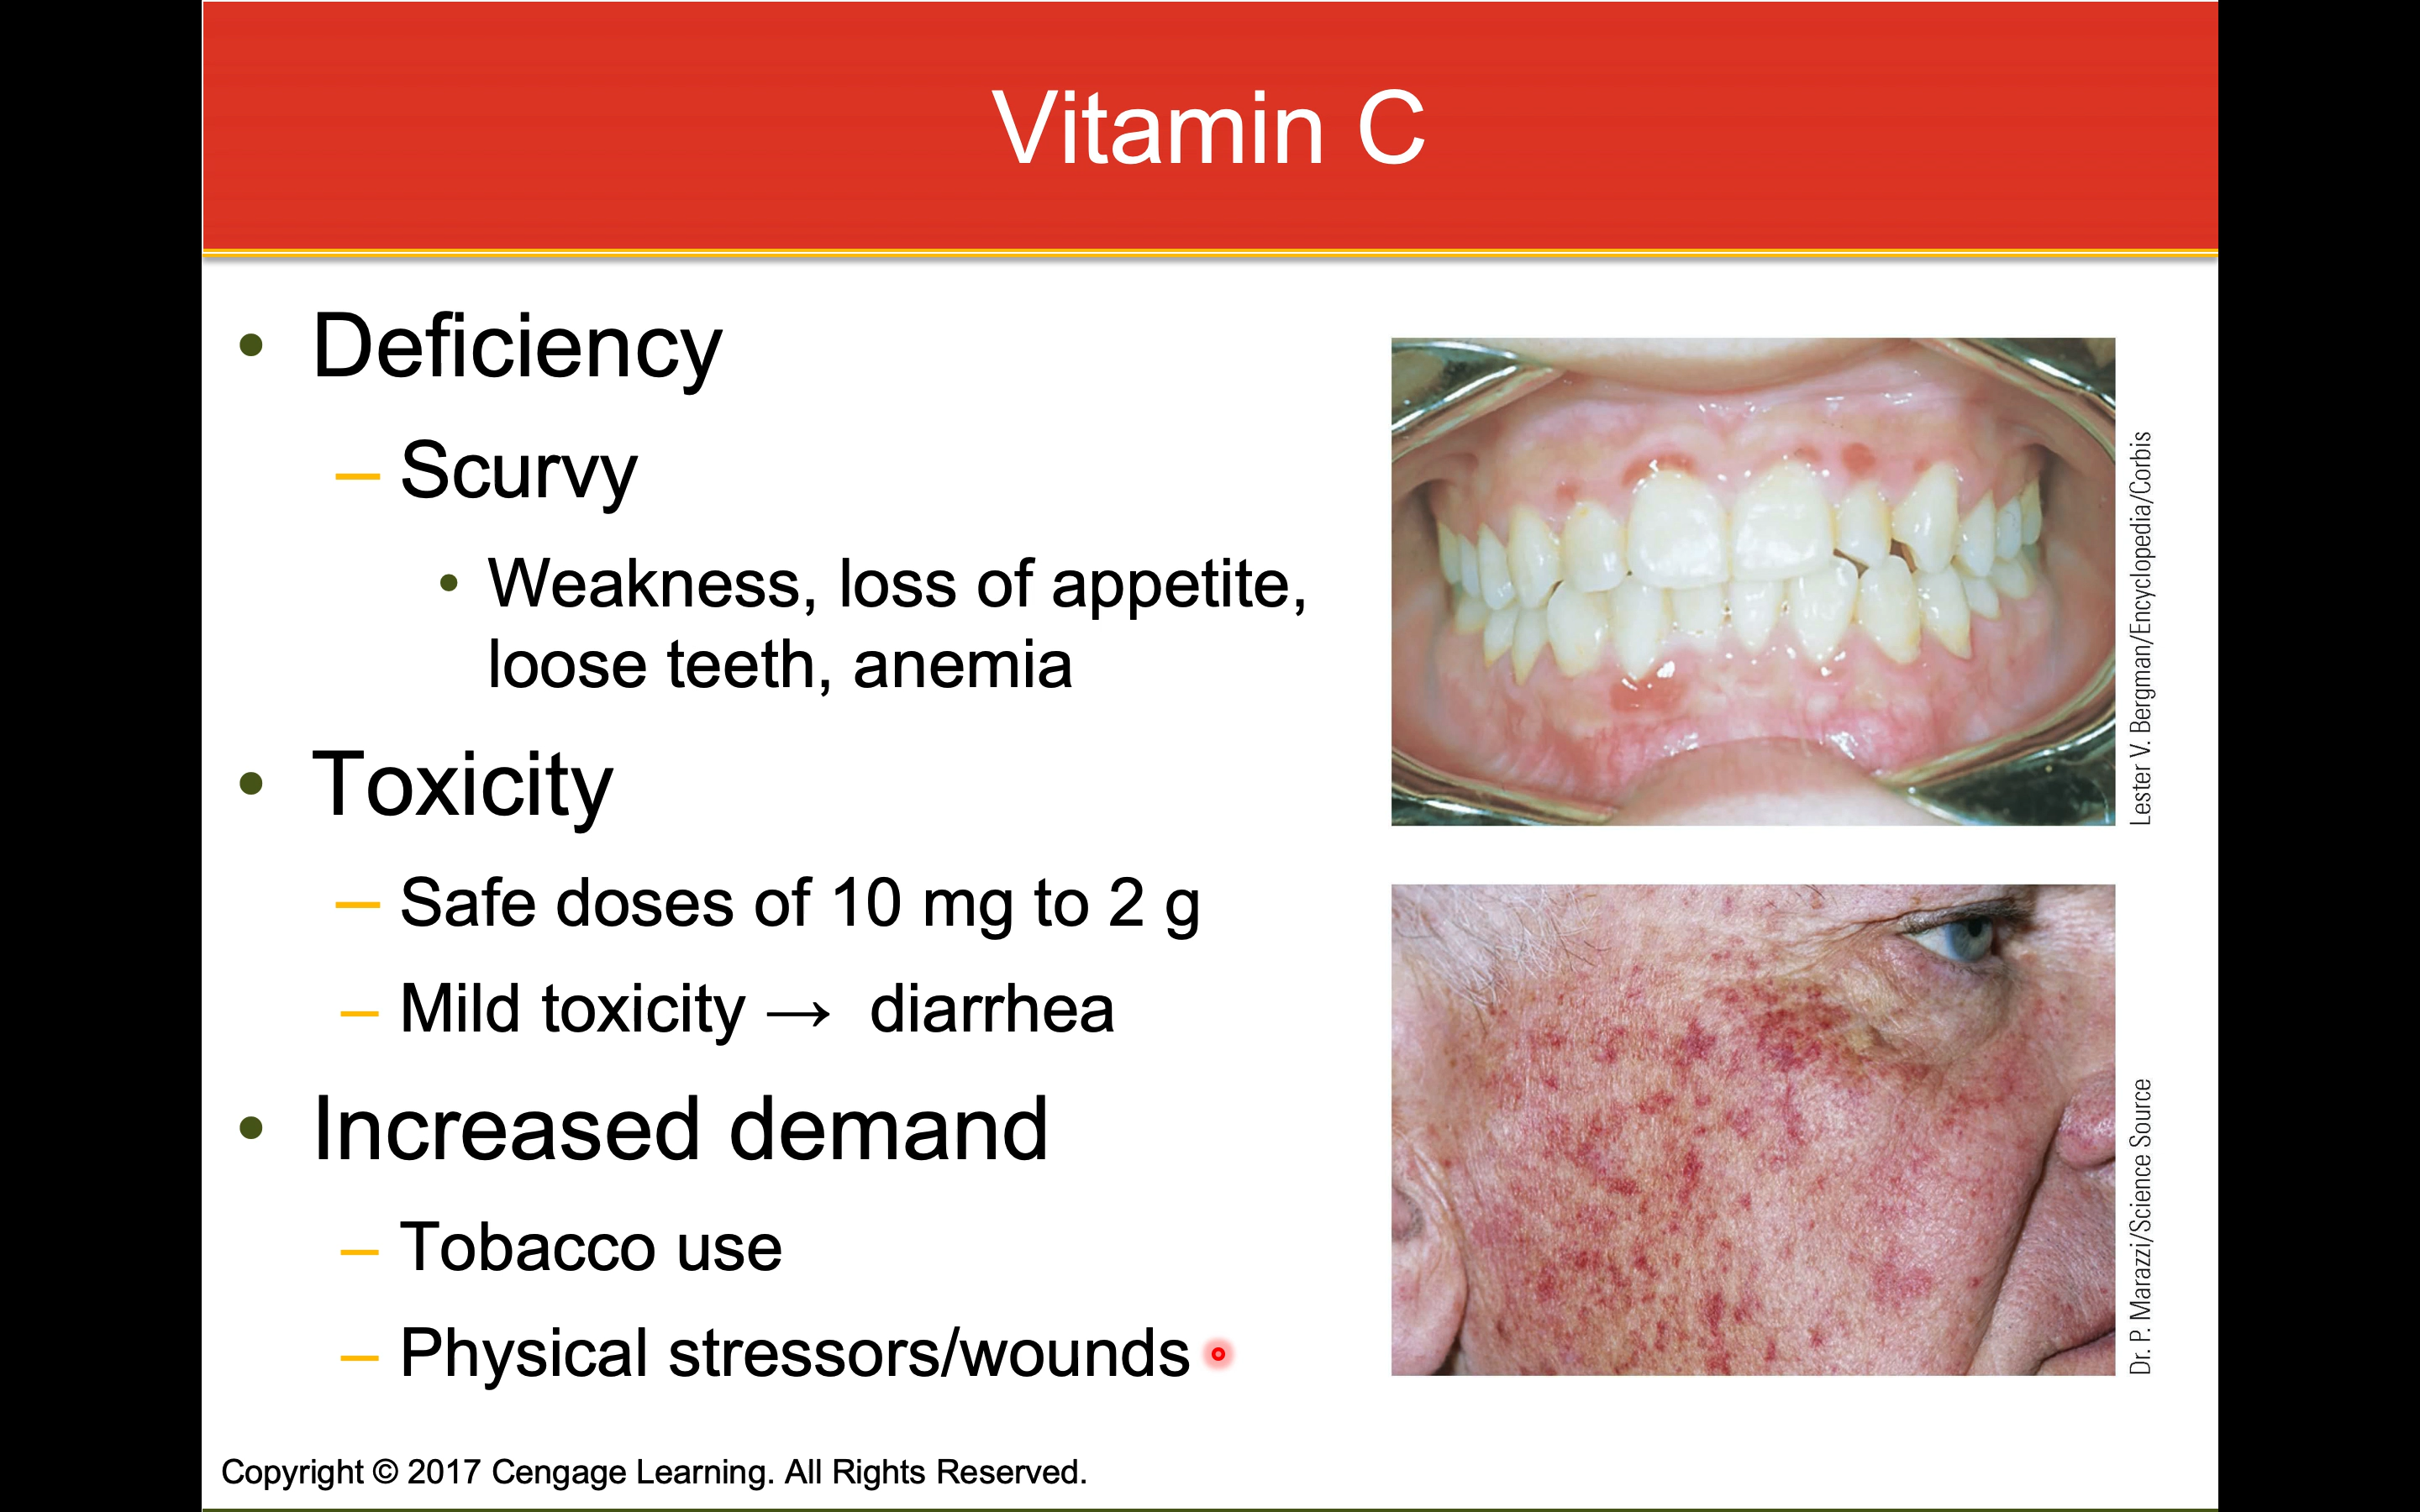 Vitamin C
• Deficiency
– Scurvy
• Weakness, loss of appetite,
loose teeth, anemia
• Toxicity
– Safe doses of 10 mg to 2 g
– Mild toxicity → diarrhea
• Increased demand
– Tobacco use
– Physical stressors/wounds
Lester V. Bergman/Encyclopedia/Corbis
Dr. P. Marazzi/Science Source
Copyright © 2017 Cengage Learning. All Rights Reserved.